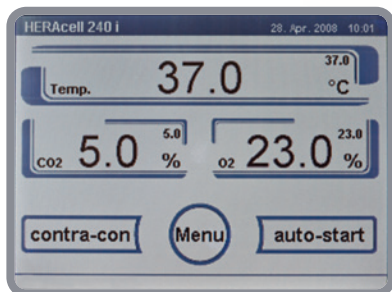 HERAcell 240 i 28. Apr. 2008 10:01
37.0
Temp. 37.0 °C
5.0 23.0
CO2 5.0 % O2 23.0 %
contra-con Menu auto-start